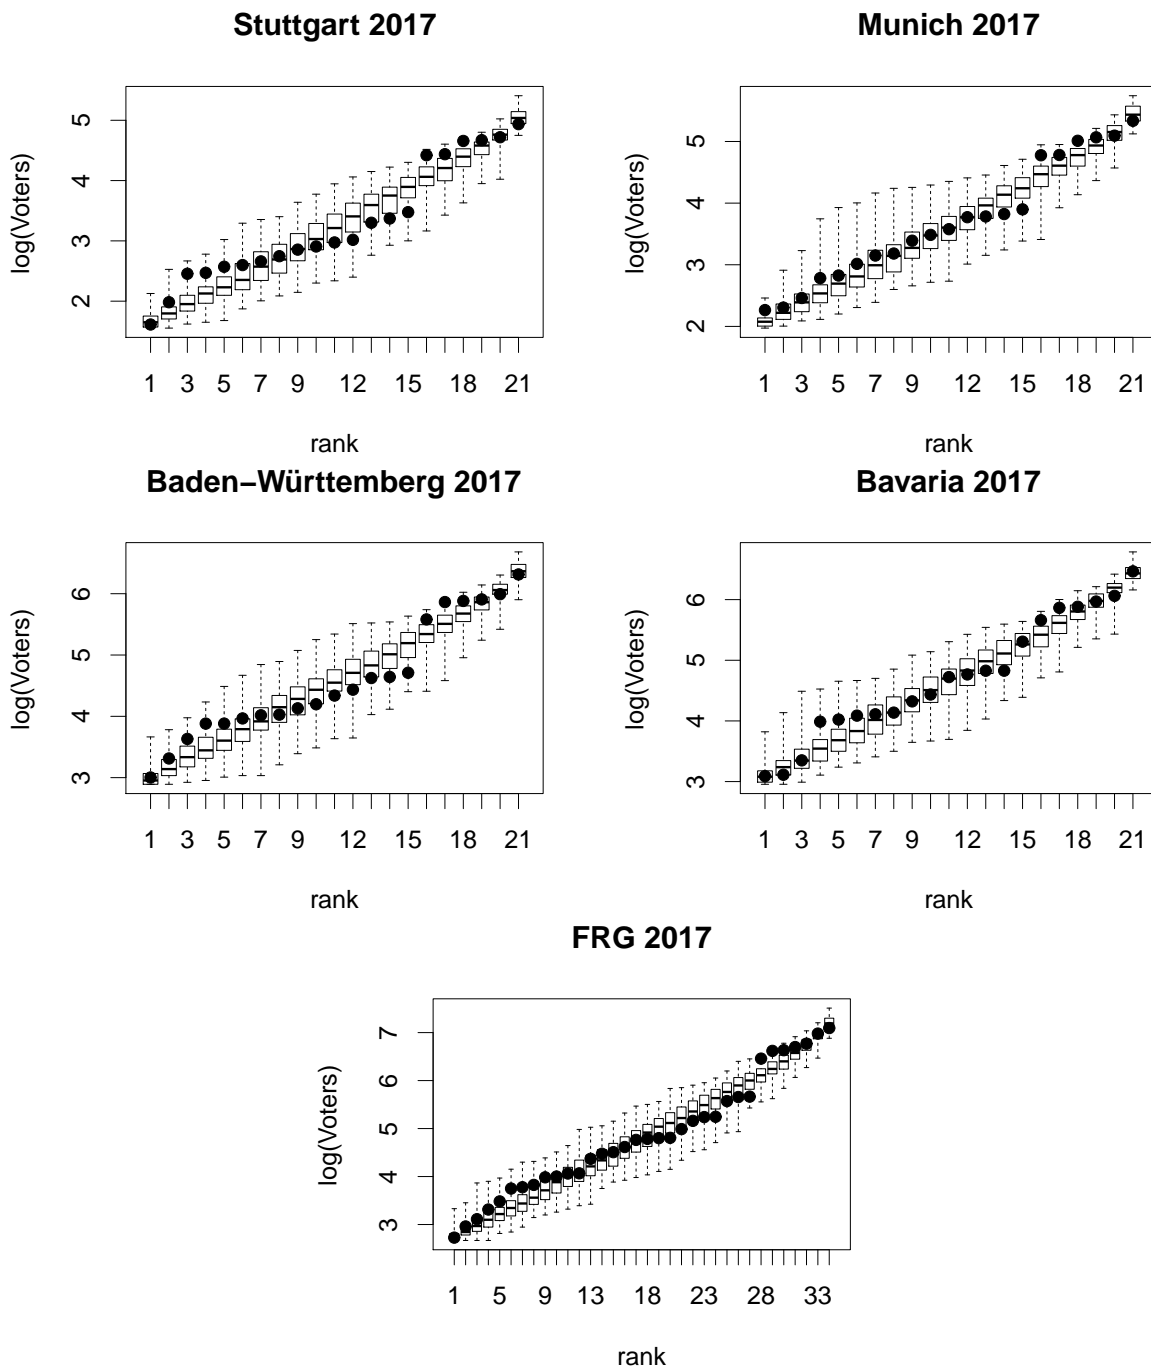 Stuttgart 2017
log(Voters)
5
4
3
2
1 3 5 7 9 12 15 18 21
rank
Munich 2017
log(Voters)
5
4
3
2
1 3 5 7 9 12 15 18 21
rank
Baden−Württemberg 2017
log(Voters)
6
5
4
3
1 3 5 7 9 12 15 18 21
rank
Bavaria 2017
log(Voters)
6
5
4
3
1 3 5 7 9 12 15 18 21
rank
FRG 2017
log(Voters)
7
6
5
4
3
1 5 9 13 18 23 28 33
rank